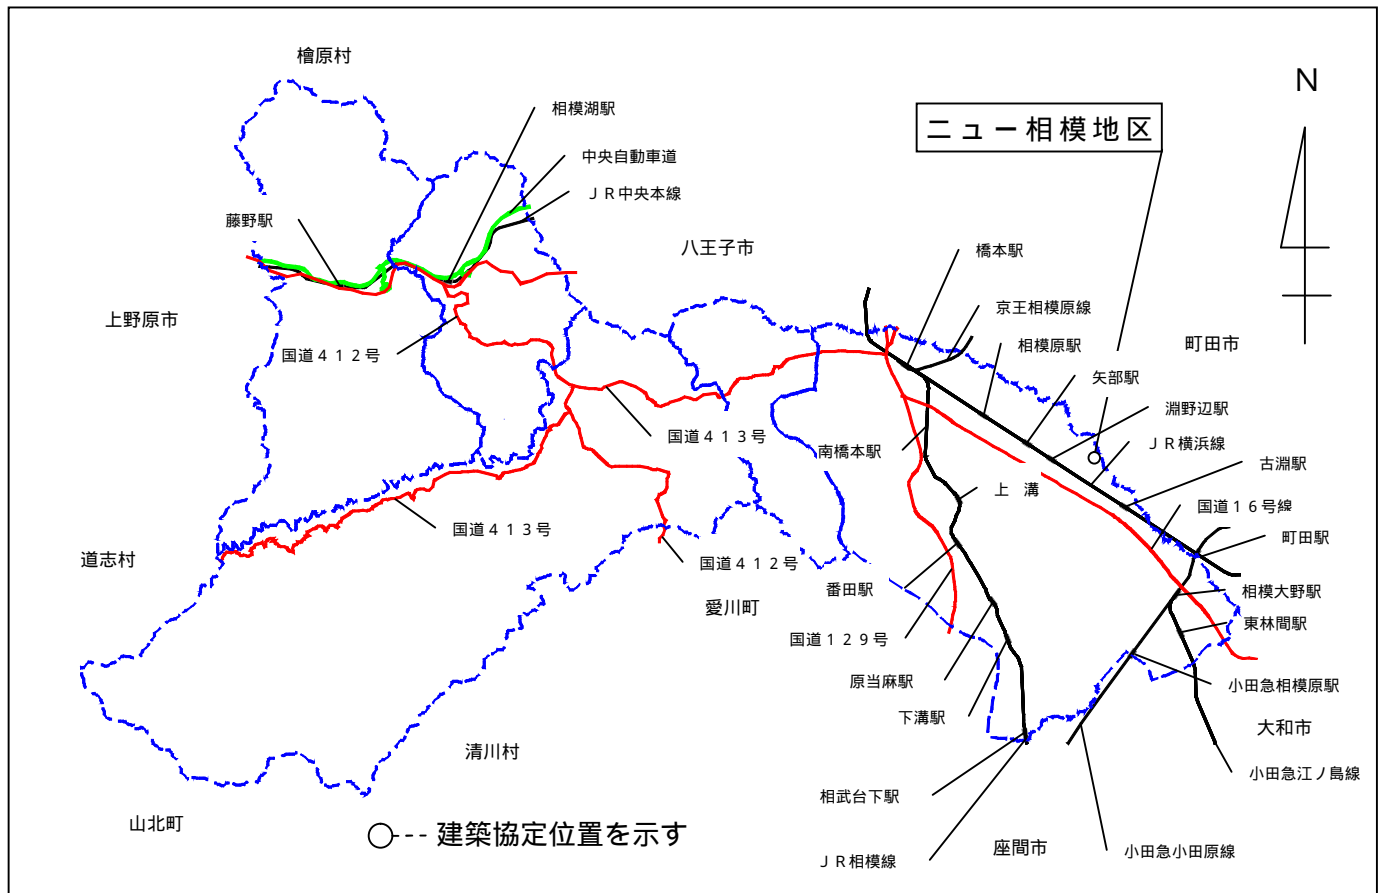 檜原村
N
相模湖駅
ニュー相模地区
中央自動車道
ＪＲ中央本線
藤野駅
八王子市
橋本駅
京王相模原線
上野原市
相模原駅
町田市
国道４１２号
矢部駅
淵野辺駅
国道４１３号
ＪＲ横浜線
南橋本駅
古淵駅
上　溝
国道１６号線
国道４１３号
町田駅
道志村
国道４１２号
番田駅
相模大野駅
愛川町
東林間駅
国道１２９号
原当麻駅
小田急相模原駅
下溝駅
大和市
清川村
小田急江ノ島線
相武台下駅
山北町
建築協定位置を示す
座間市
小田急小田原線
ＪＲ相模線